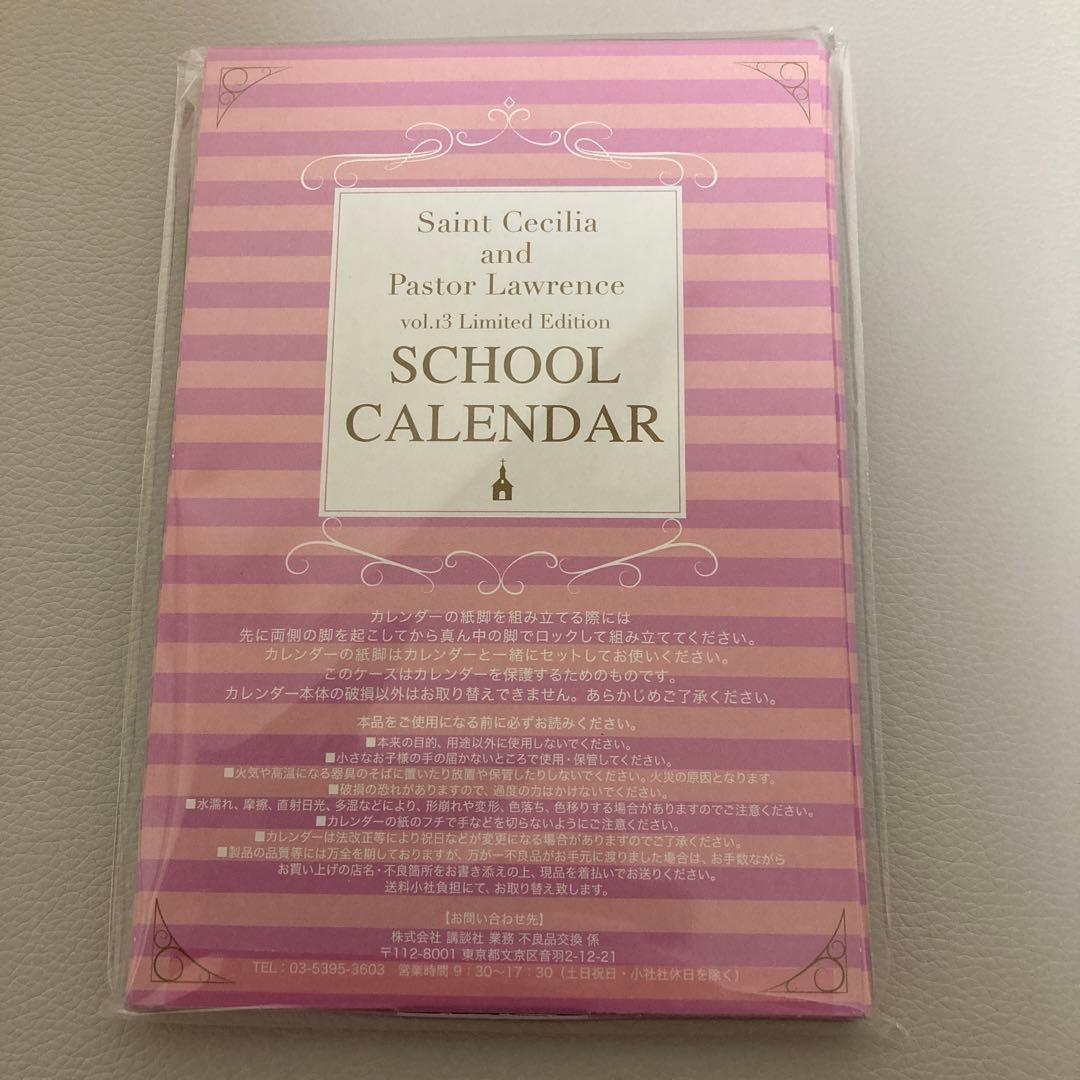 Saint Cecilia
and
Pastor Lawrence
vol.13 Limited Edition
SCHOOL
CALENDAR
カレンダーの紙脚を組み立てる際には
先に両側の脚を起こしてから真ん中の脚でロックして組み立ててください。
カレンダーの紙脚はカレンダーと一緒にセットしてお使いください。
このケースはカレンダーを保護するためのものです。
カレンダー本体の破損以外はお取り替えできません。あらかじめご了承ください。
本品をご使用になる前に必ずお読みください。
■本来の目的、用途以外に使用しないでください。
■小さなお子様の手の届かないところで使用・保管してください。
■火気や高温になる器具のそばに置いたり放置や保管したりしないでください。火災の原因となります。
■破損の恐れがありますので、過度の力はかけないでください。
■水濡れ、摩擦、直射日光、多湿などにより、形崩れや変形、色落ち、色移りする場合がありますのでご注意ください。
■カレンダーの紙のフチで手などを切らないようにご注意ください。
■カレンダーは法改正等により祝日などが変更になる場合がありますのでご了承ください。
■製品の品質等には万全を期しておりますが、万が一不良品がお手元に渡りました場合は、お手数ながら
お買い上げの店名・不良箇所をお書き添えの上、現品を着払いでお送りください。
送料小社負担にて、お取り替え致します。
【お問い合わせ先】
株式会社 講談社 業務 不良品交換 係
〒112-8001 東京都文京区音羽2-12-21
TEL：03-5395-3603 営業時間 9：30〜17：30（土日祝日・小社社休日を除く）